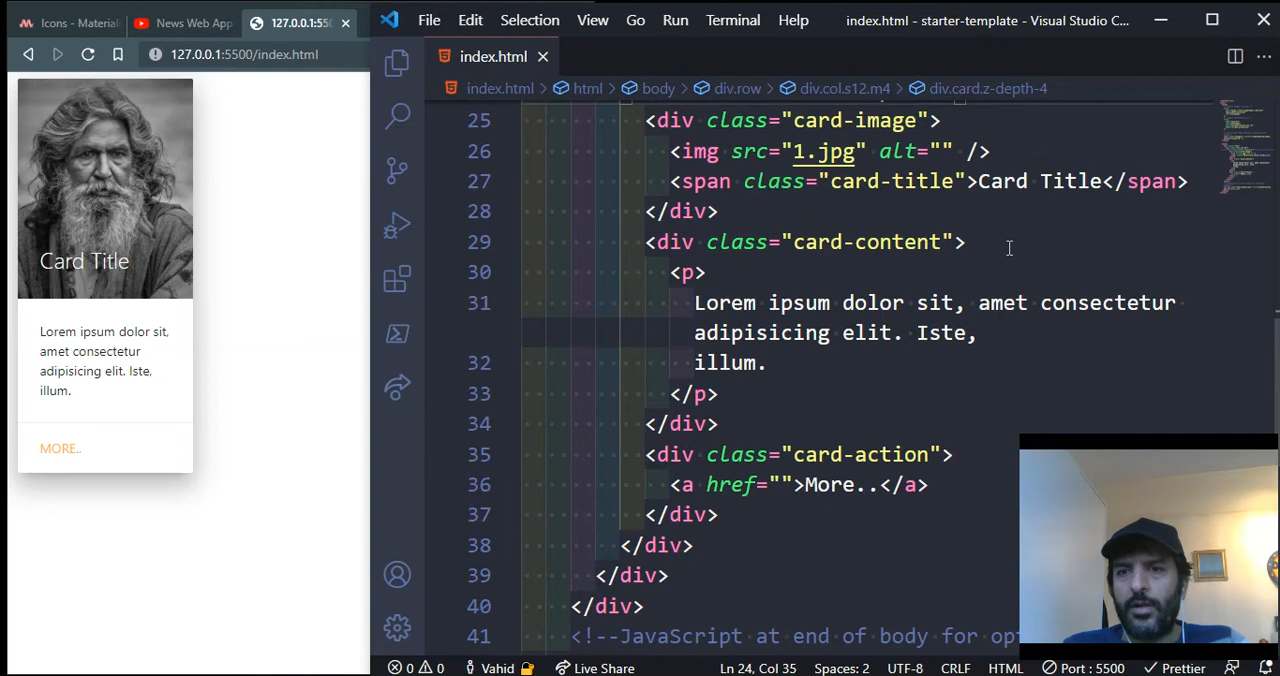 Icons - Material
News Web App
127.0.0.1:550
File Edit Selection View Go Run Terminal Help
index.html - starter-template - Visual Studio C...
127.0.0.1:5500/index.html
index.html
index.html html body div.row div.col.s12.m4 div.card.z-depth-4
Card Title
Lorem ipsum dolor sit,
amet consectetur
adipisicing elit. Iste,
illum.
MORE..
25 <div class="card-image">
26 <img src="1.jpg" alt="" />
27 <span class="card-title">Card Title</span>
28 </div>
29 <div class="card-content">
30 <p>
31 Lorem ipsum dolor sit, amet consectetur
adipisicing elit. Iste,
32 illum.
33 </p>
34 </div>
35 <div class="card-action">
36 <a href="">More..</a>
37 </div>
38 </div>
39 </div>
40 </div>
41 <!--JavaScript at end of body for op
0 0 Vahid Live Share Ln 24, Col 35 Spaces: 2 UTF-8 CRLF HTML Port : 5500 Prettier